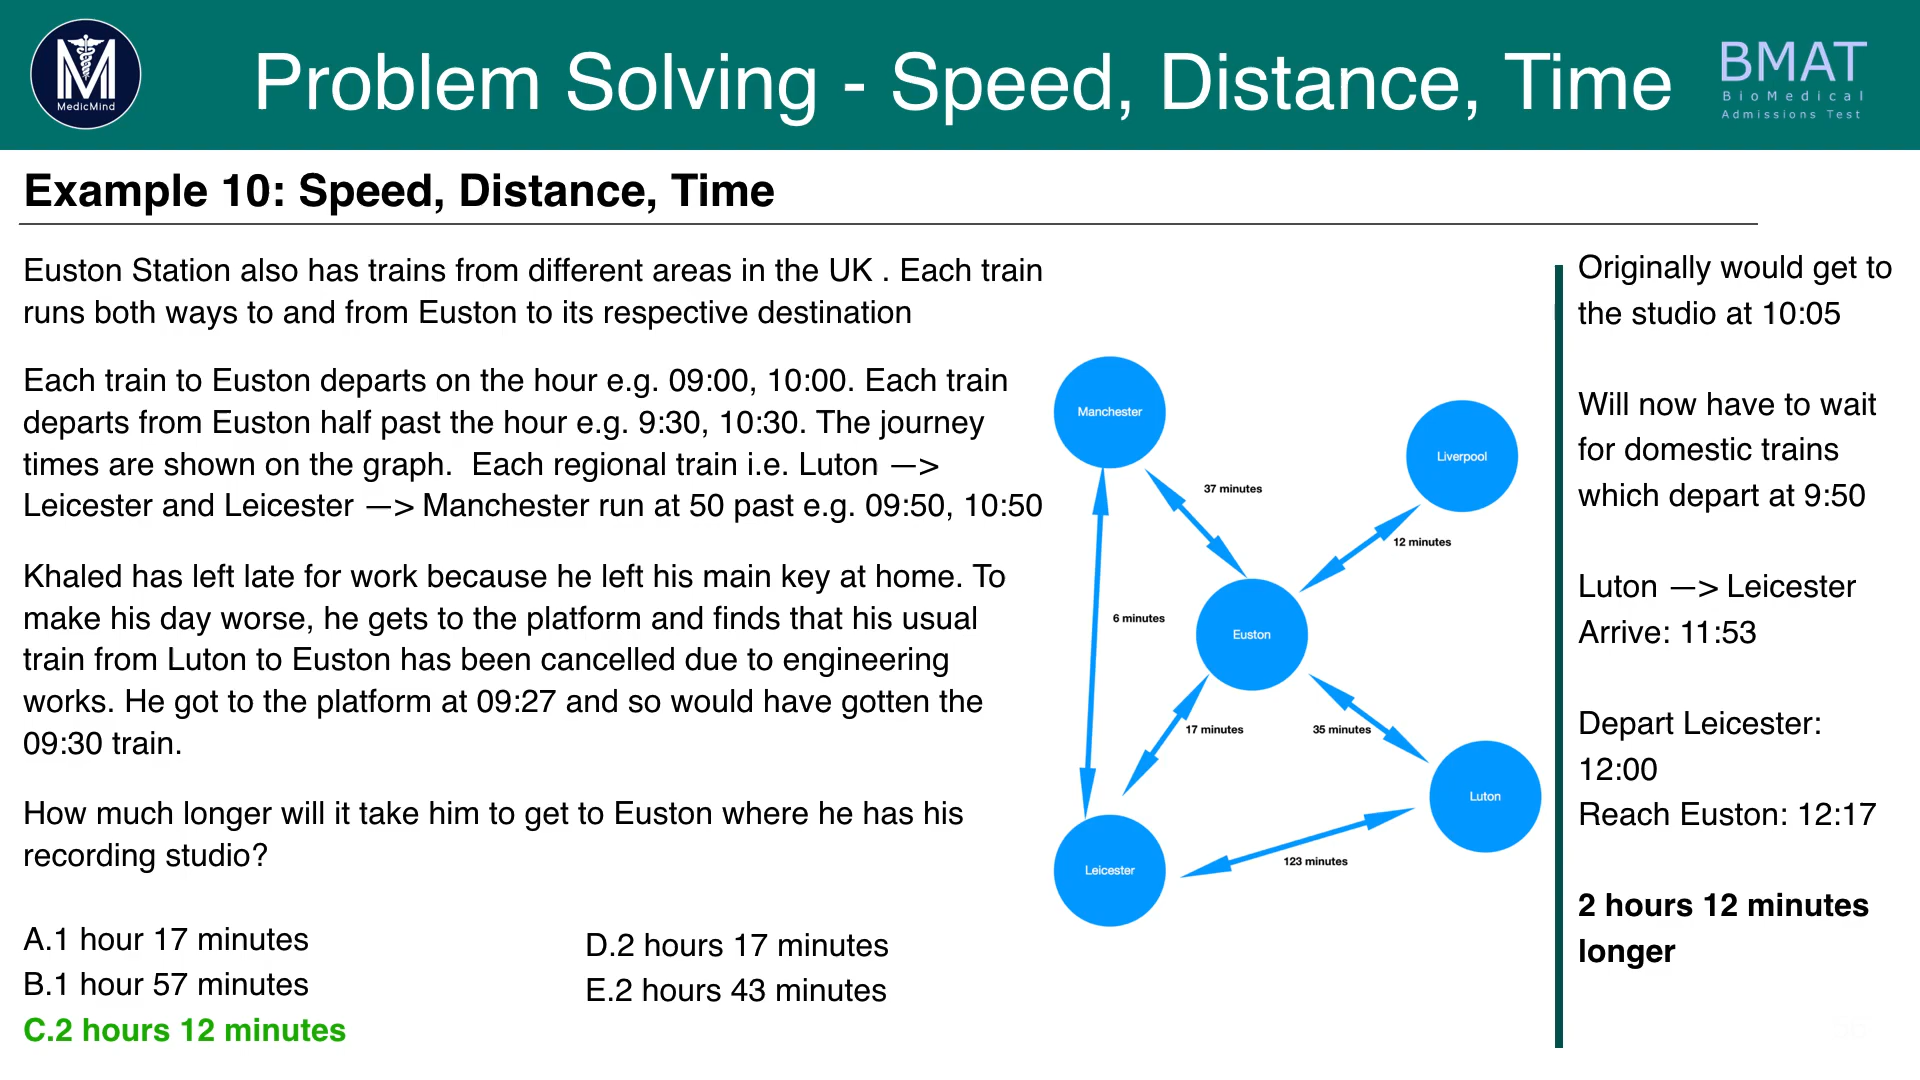 MedicMind
Problem Solving - Speed, Distance, Time
BMAT
BioMedical
Admissions Test
Example 10: Speed, Distance, Time
Euston Station also has trains from different areas in the UK . Each train
runs both ways to and from Euston to its respective destination
Each train to Euston departs on the hour e.g. 09:00, 10:00. Each train
departs from Euston half past the hour e.g. 9:30, 10:30. The journey
times are shown on the graph.  Each regional train i.e. Luton —>
Leicester and Leicester —> Manchester run at 50 past e.g. 09:50, 10:50
Khaled has left late for work because he left his main key at home. To
make his day worse, he gets to the platform and finds that his usual
train from Luton to Euston has been cancelled due to engineering
works. He got to the platform at 09:27 and so would have gotten the
09:30 train.
How much longer will it take him to get to Euston where he has his
recording studio?
A.1 hour 17 minutes
B.1 hour 57 minutes
C.2 hours 12 minutes
D.2 hours 17 minutes
E.2 hours 43 minutes
Manchester
Liverpool
37 minutes
12 minutes
6 minutes
Euston
17 minutes
35 minutes
Luton
123 minutes
Leicester
Originally would get to
the studio at 10:05
Will now have to wait
for domestic trains
which depart at 9:50
Luton —> Leicester
Arrive: 11:53
Depart Leicester:
12:00
Reach Euston: 12:17
2 hours 12 minutes
longer